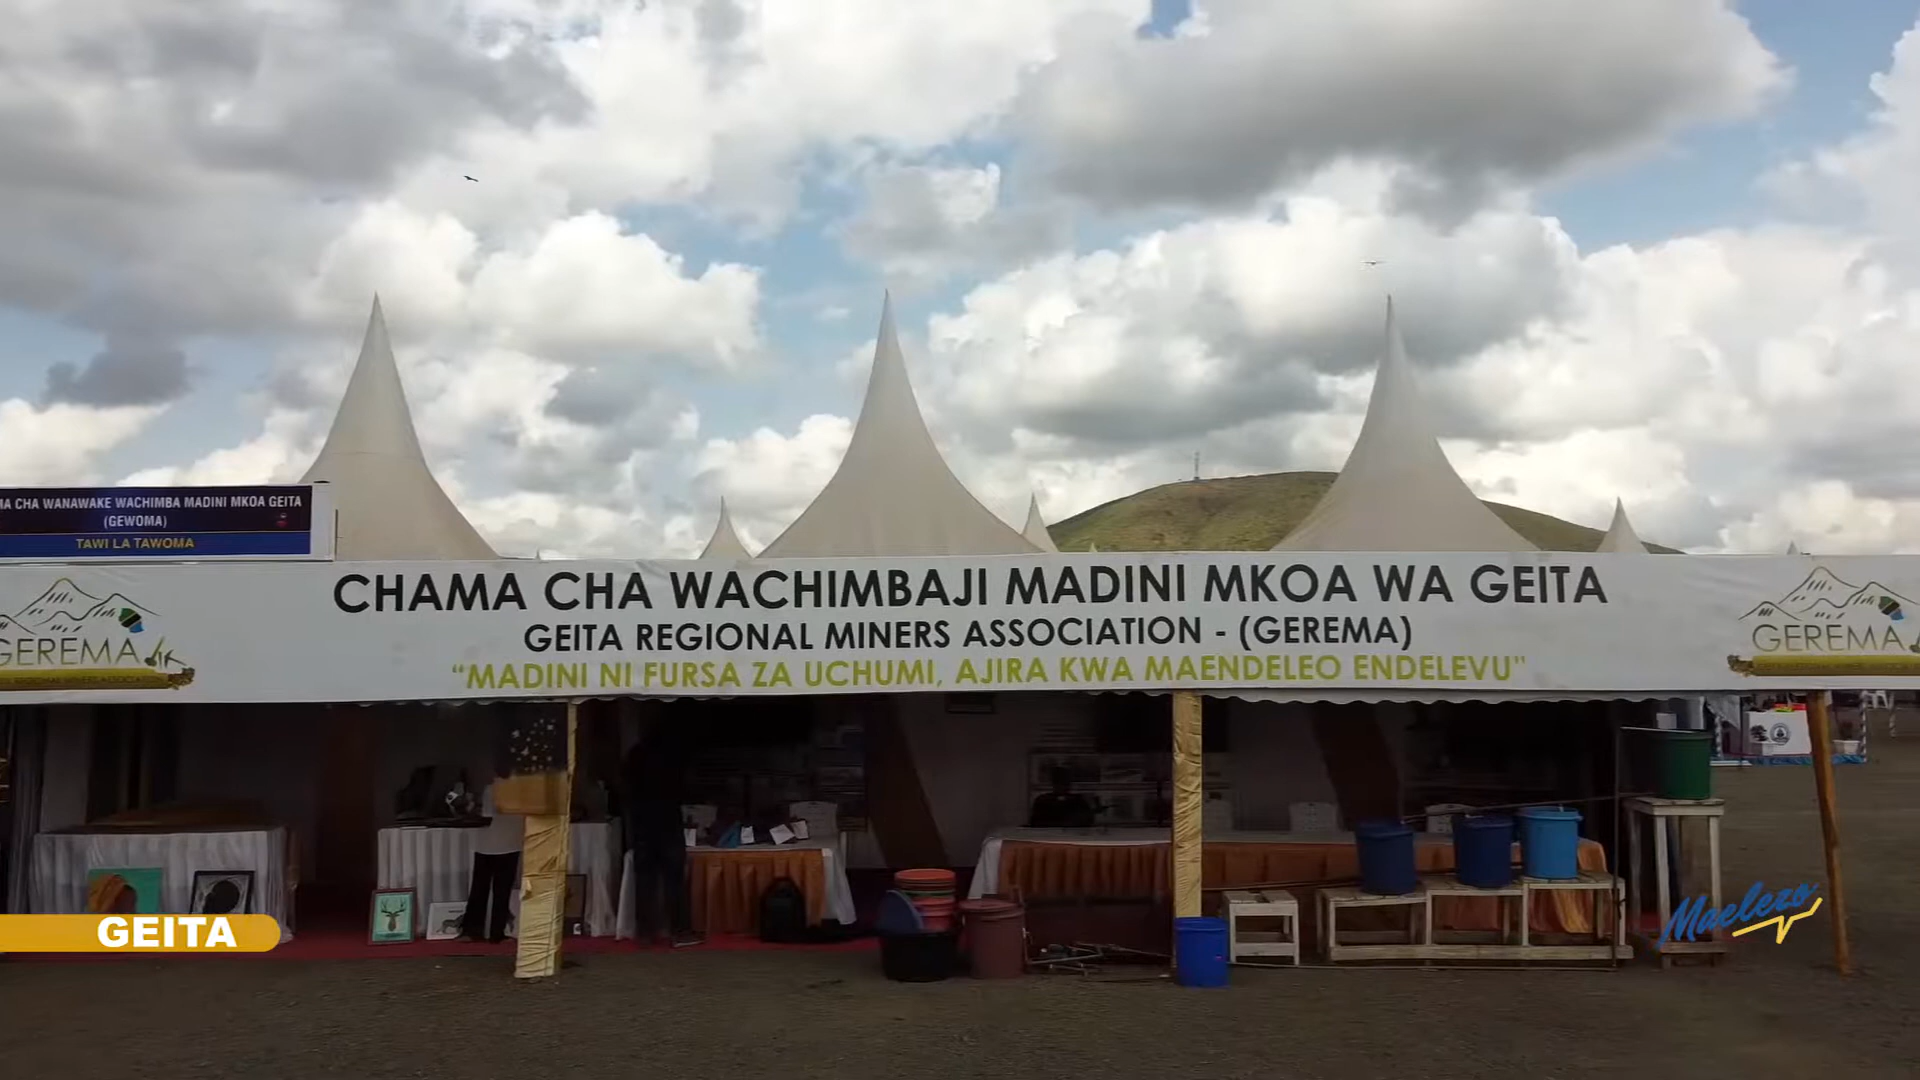 CHA WANAWAKE WACHIMBA MADINI MKOA GEITA
(GEWOMA)
TAWI LA TAWOMA
CHAMA CHA WACHIMBAJI MADINI MKOA WA GEITA
GEITA REGIONAL MINERS ASSOCIATION - (GEREMA)
"MADINI NI FURSA ZA UCHUMI, AJIRA KWA MAENDELEO ENDELEVU"
GEREMA
GEREMA
GEITA
Maelezo